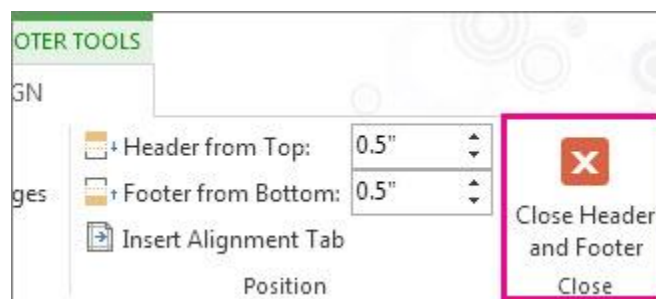 OTER TOOLS
GN
Header from Top: 0.5"
ges Footer from Bottom: 0.5"
Insert Alignment Tab
Close Header
and Footer
Position
Close